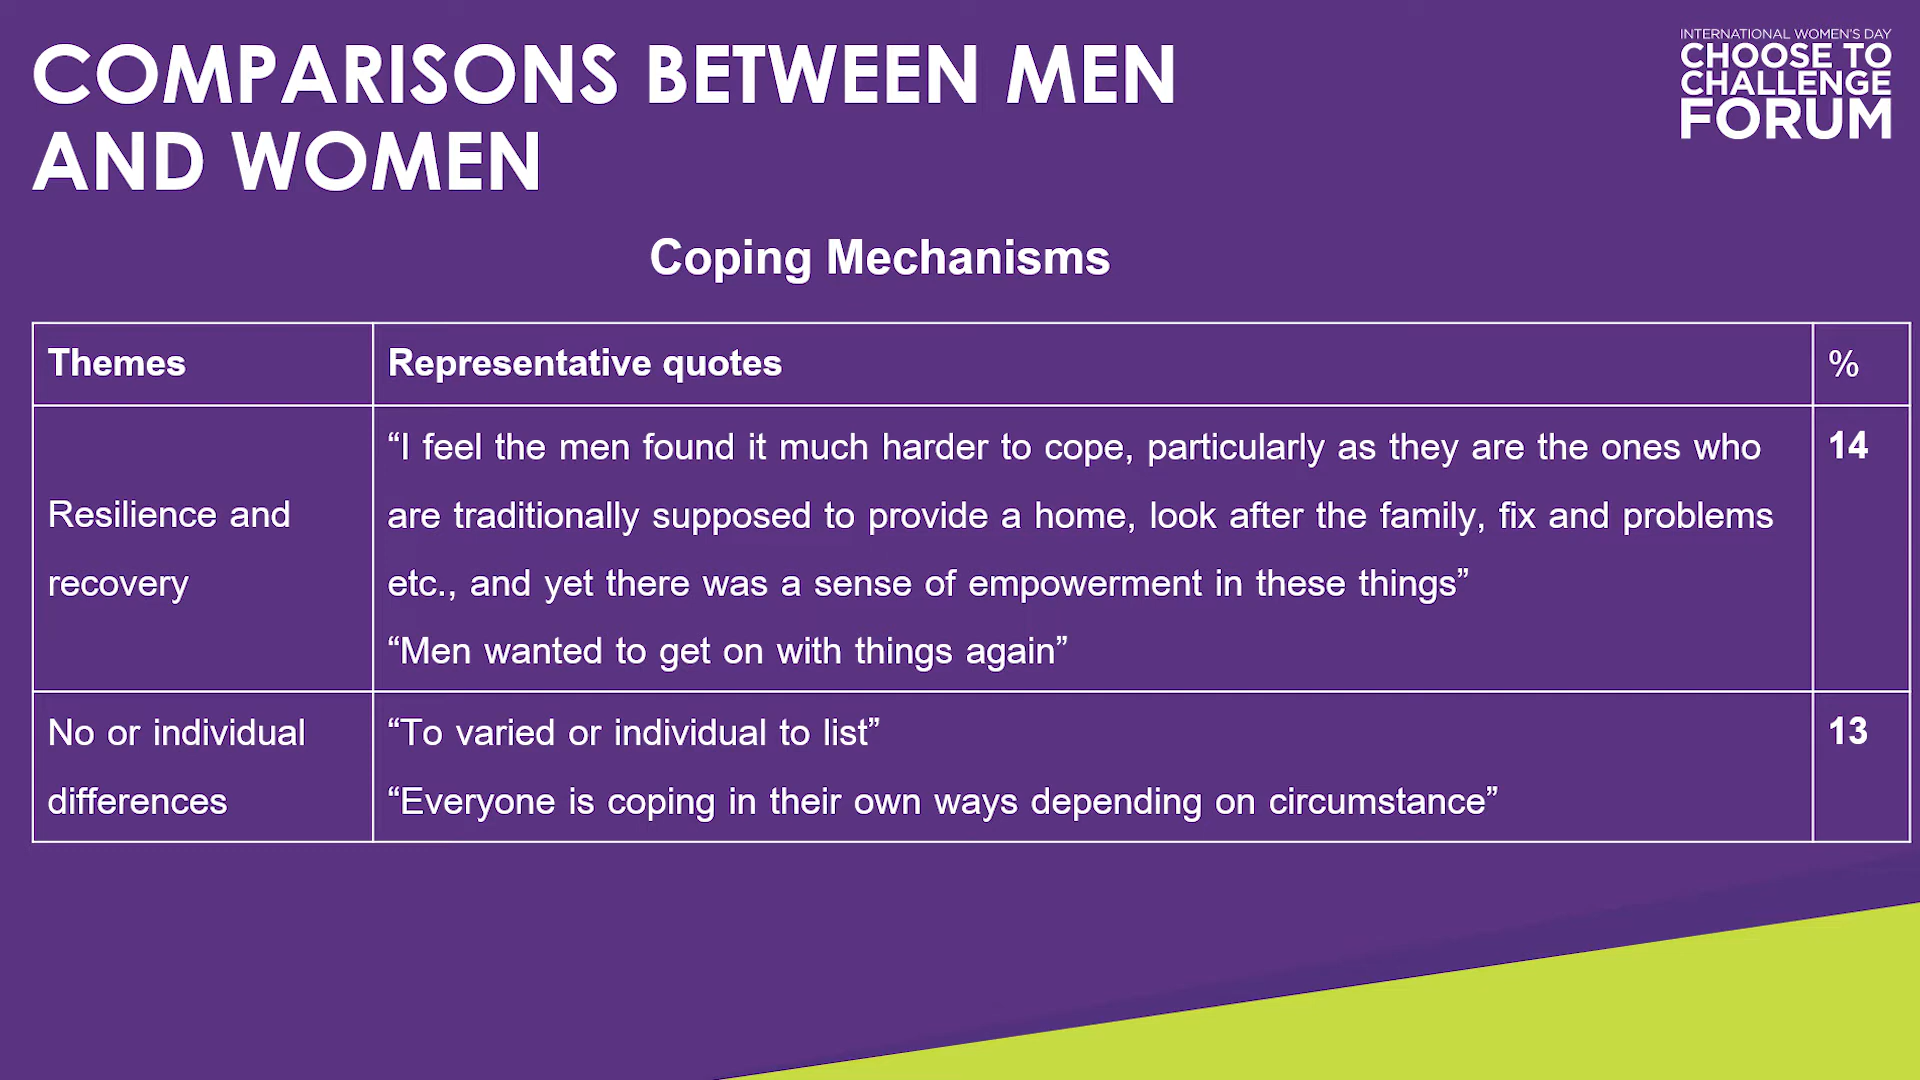 COMPARISONS BETWEEN MEN
AND WOMEN
INTERNATIONAL WOMEN'S DAY
CHOOSE TO
CHALLENGE
FORUM
Coping Mechanisms
Themes
Representative quotes
%
Resilience and
recovery
“I feel the men found it much harder to cope, particularly as they are the ones who
are traditionally supposed to provide a home, look after the family, fix and problems
etc., and yet there was a sense of empowerment in these things”
“Men wanted to get on with things again”
14
No or individual
differences
“To varied or individual to list”
“Everyone is coping in their own ways depending on circumstance”
13